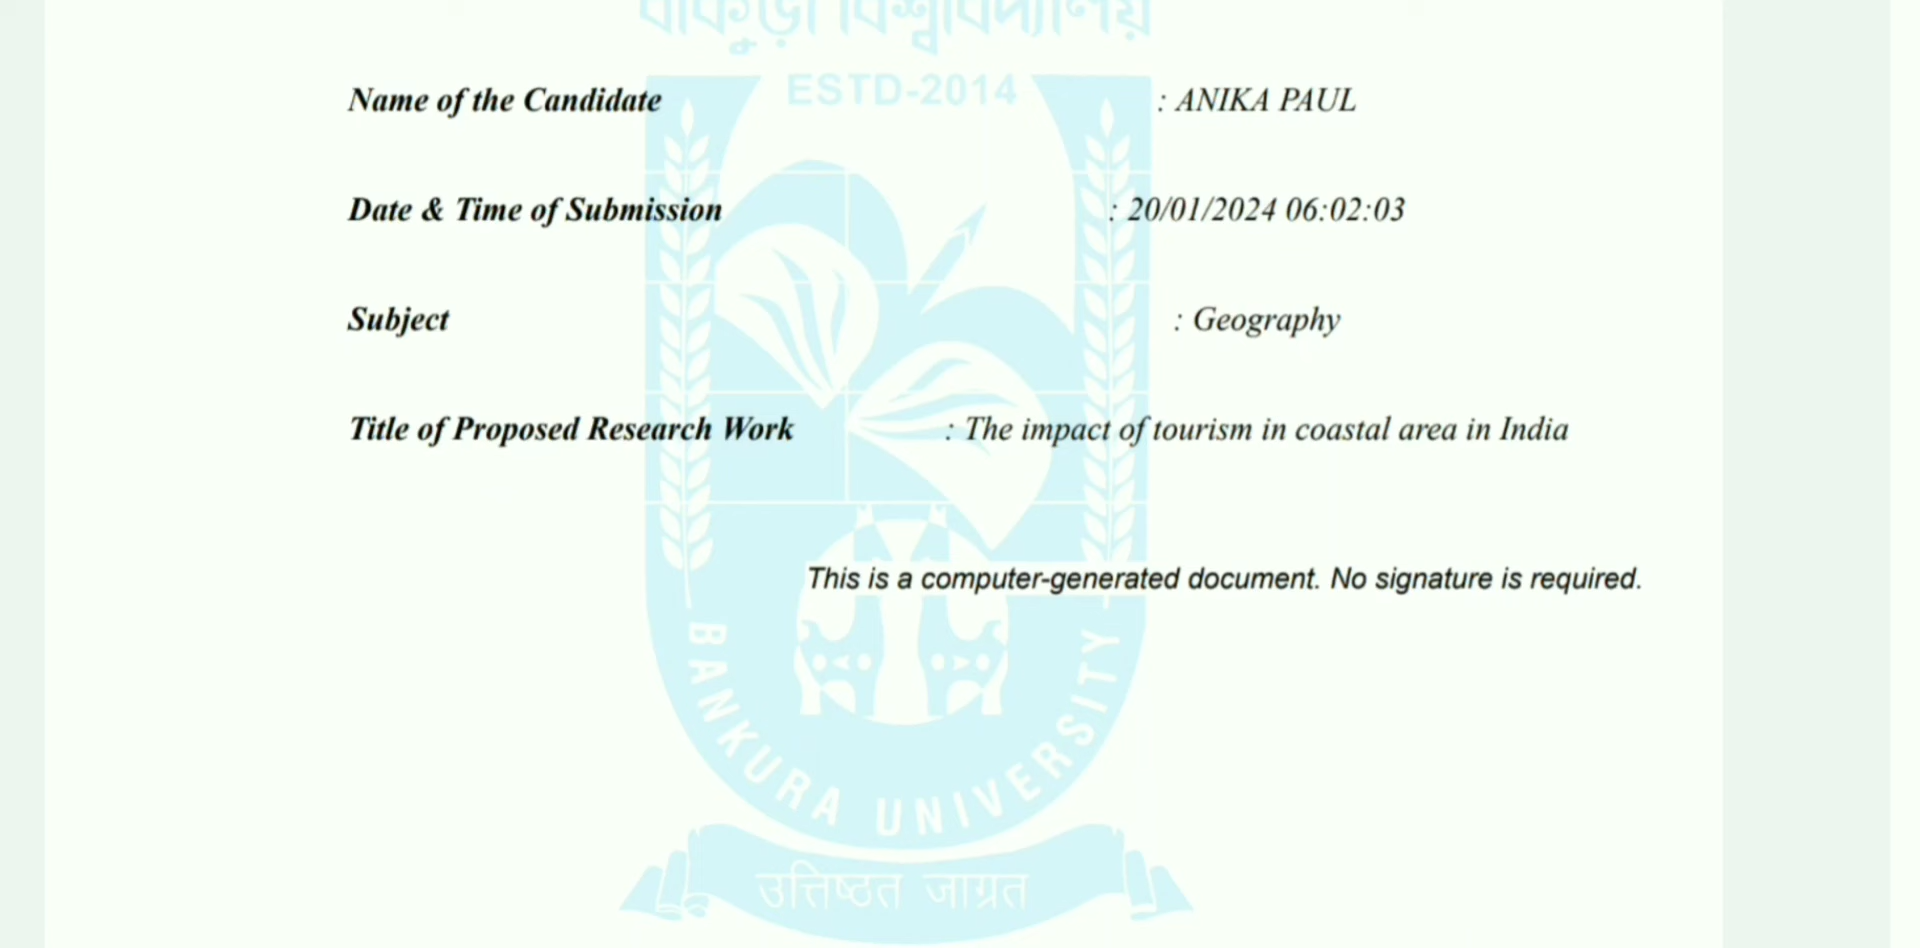 বাঁকুড়া বিশ্ববিদ্যালয়
ESTD-2014
Name of the Candidate : ANIKA PAUL
Date & Time of Submission : 20/01/2024 06:02:03
Subject : Geography
Title of Proposed Research Work : The impact of tourism in coastal area in India
This is a computer-generated document. No signature is required.
BANKURA UNIVERSITY
उत्तिष्ठत जाग्रत